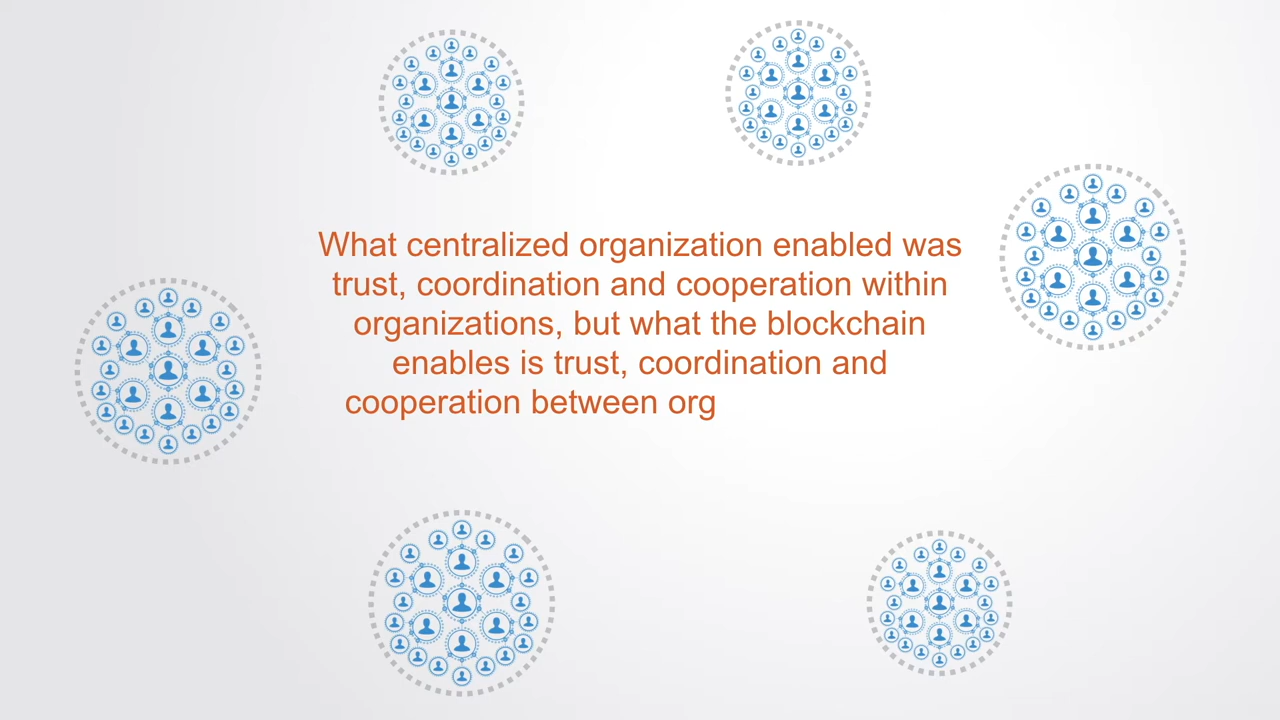 What centralized organization enabled was
trust, coordination and cooperation within
organizations, but what the blockchain
enables is trust, coordination and
cooperation between org